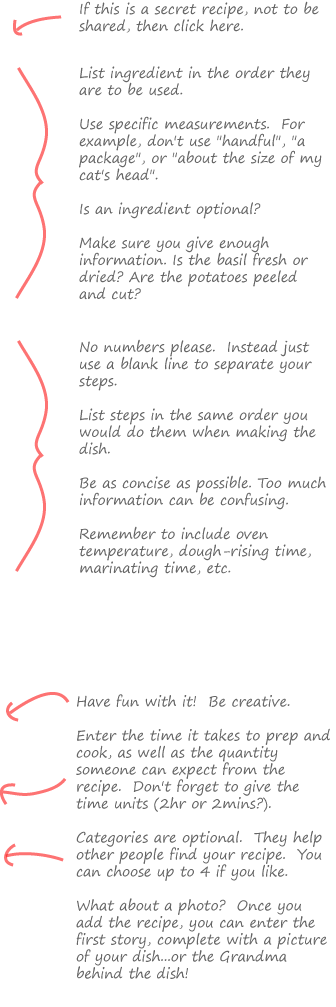 If this is a secret recipe, not to be
shared, then click here.
List ingredient in the order they
are to be used.
Use specific measurements.  For
example, don't use "handful", "a
package", or "about the size of my
cat's head".
Is an ingredient optional?
Make sure you give enough
information. Is the basil fresh or
dried? Are the potatoes peeled
and cut?
No numbers please.  Instead just
use a blank line to separate your
steps.
List steps in the same order you
would do them when making the
dish.
Be as concise as possible. Too much
information can be confusing.
Remember to include oven
temperature, dough-rising time,
marinating time, etc.
Have fun with it!  Be creative.
Enter the time it takes to prep and
cook, as well as the quantity
someone can expect from the
recipe.  Don't forget to give the
time units (2hr or 2mins?).
Categories are optional.  They help
other people find your recipe.  You
can choose up to 4 if you like.
What about a photo?  Once you
add the recipe, you can enter the
first story, complete with a picture
of your dish...or the Grandma
behind the dish!